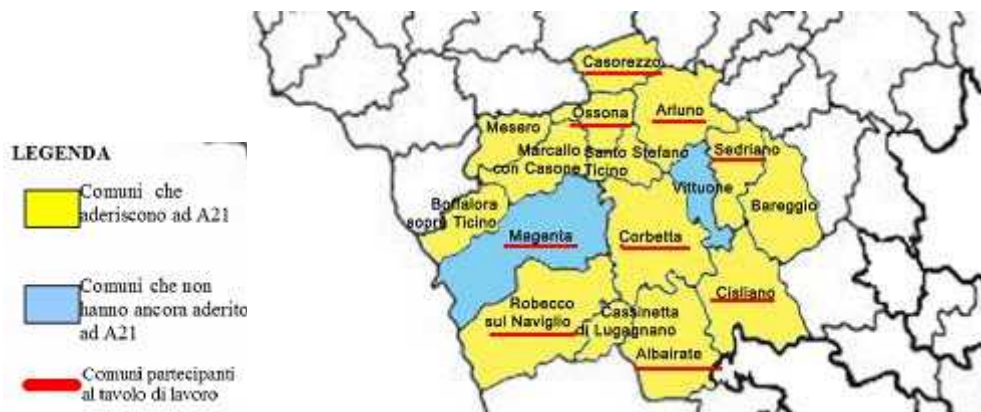 LEGENDA
Comuni che
aderiscono ad A21
Comuni che non
hanno ancora aderito
ad A21
Comuni partecipanti
al tavolo di lavoro
Casorezzo
Ossona
Arluno
Mesero
Marcallo
con Casone
Santo Stefano
Ticino
Sedriano
Vittuone
Bareggio
Boffalora
sopra Ticino
Magenta
Corbetta
Cisliano
Robecco
sul Naviglio
Cassinetta
di Lugagnano
Albairate